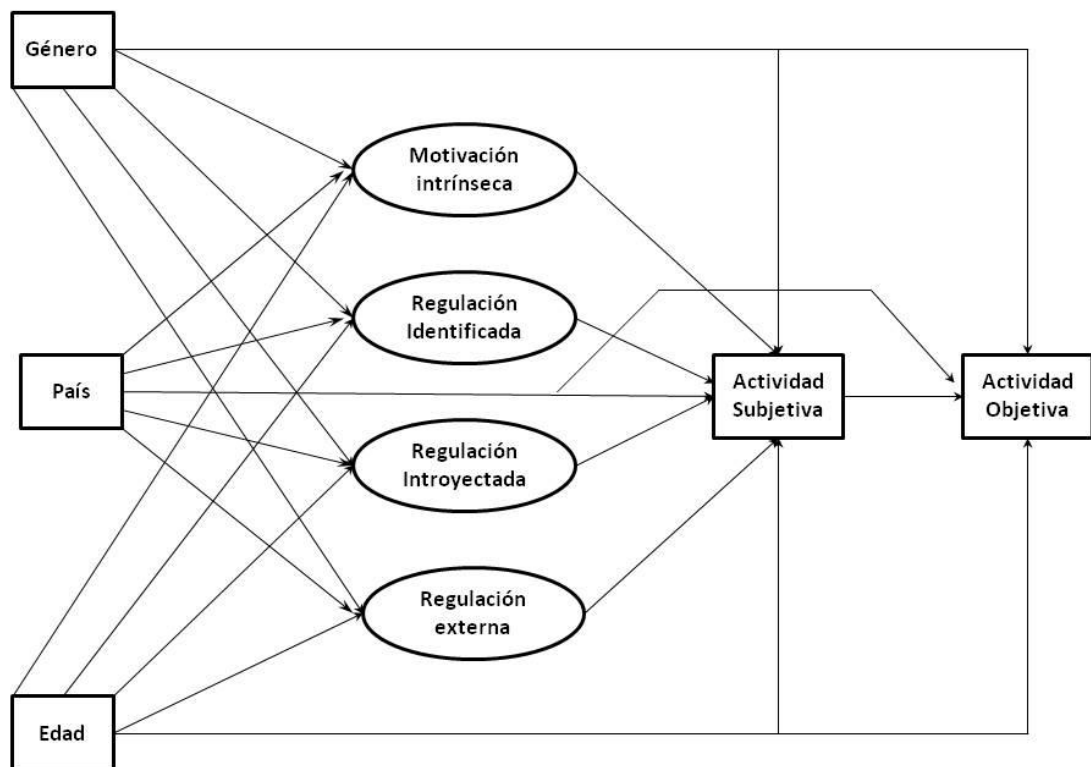 Género
Motivación
intrínseca
Regulación
Identificada
País
Actividad
Subjetiva
Actividad
Objetiva
Regulación
Introyectada
Regulación
externa
Edad